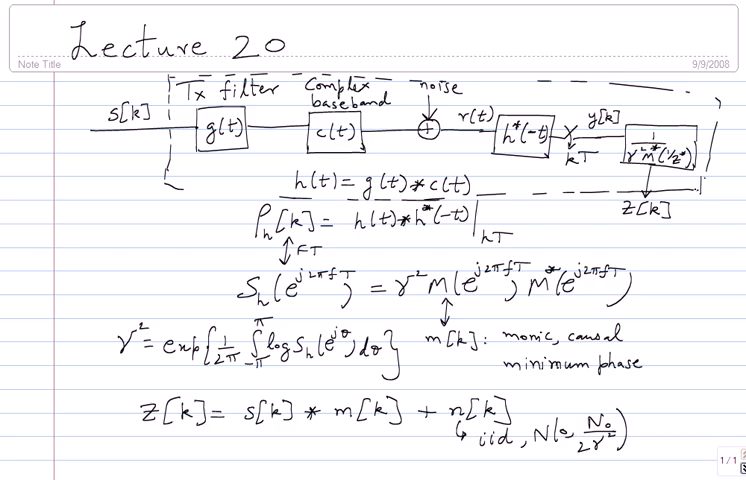 Lecture 20
Note Title
9/9/2008
Tx filter complex baseband noise
s[k] g(t) c(t) + r(t) h*(-t) kT y[k] 1/(γ² M*(1/z*))
h(t) = g(t) * c(t)
z[k]
ρh[k] = h(t) * h*(-t)|kT
FT
Sh(e^{j2πfT}) = γ² M(e^{j2πfT}) M*(e^{j2πfT})
γ² = exp{1/2π ∫_{-π}^{π} log Sh(e^{jθ}) dθ} m[k] : monic, causal
minimum phase
z[k] = s[k] * m[k] + n[k]
iid, N(0, N₀/2γ²)
1/1